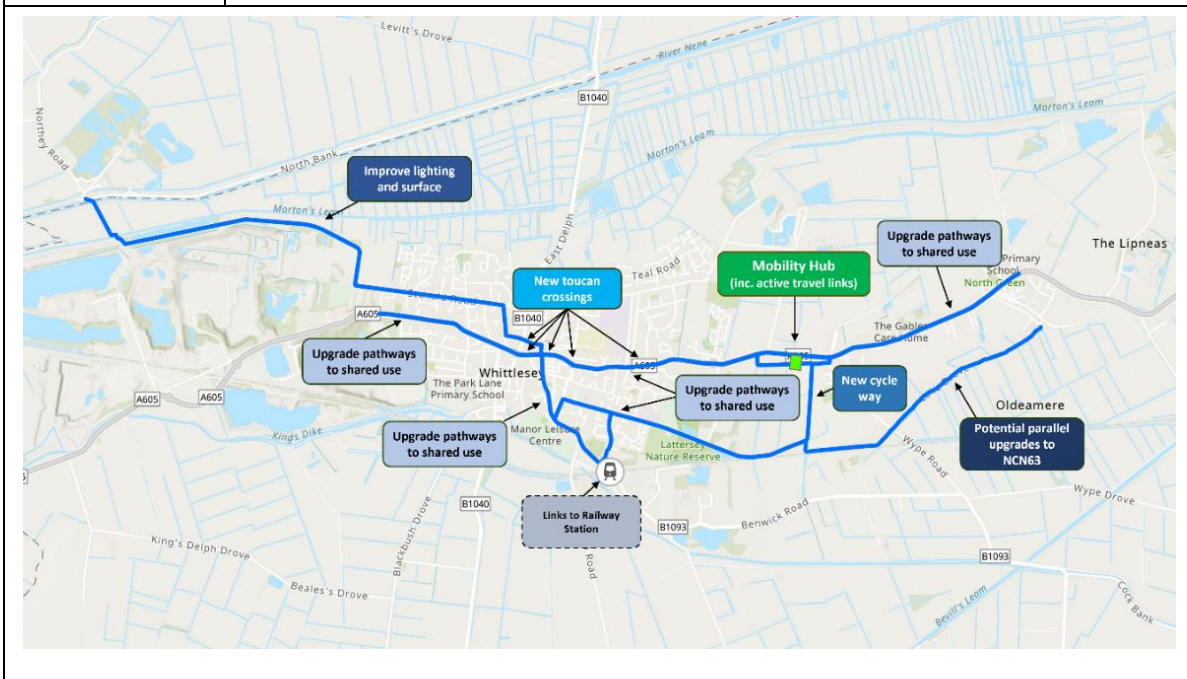 Levitt's Drove
River Nene
B1040
Northey Road
North Bank
Morton's Leam
Morton's Leam
Improve lighting
and surface
Morton's Leam
East Delph
Teal Road
Upgrade pathways
to shared use
The Lipneas
Primary
School
North Green
Mobility Hub
(inc. active travel links)
New toucan
crossings
B1040
A605
The Gables
Care Home
Upgrade pathways
to shared use
Whittlesey
A605
The Park Lane
Primary School
Upgrade pathways
to shared use
New cycle
way
Oldeamere
A605
A605
King's Dike
Upgrade pathways
to shared use
Manor Leisure
Centre
Lattersey
Nature Reserve
Potential parallel
upgrades to
NCN63
Wype Road
Wype Drove
Links to Railway
Station
B1040
B1093
Benwick Road
Blackbush Drove
King's Delph Drove
Road
B1093
Beales's Drove
Bevill's Leam
Cock Bank